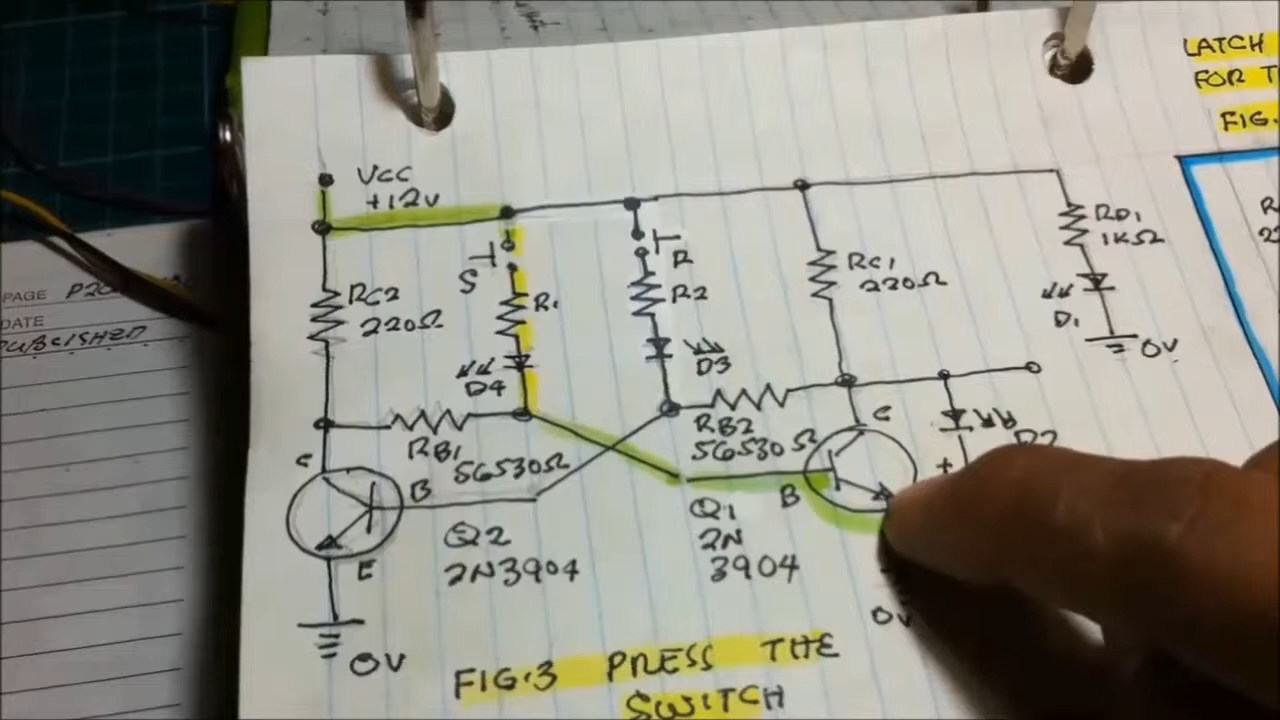 LATCH
FOR T
FIG.
PAGE
DATE
PUBLISHED
VCC
+12V
RC2
220Ω
S
R1
D4
R
R2
D3
RC1
220Ω
RD1
1KΩ
D1
0V
RB1
56530Ω
RB2
56530Ω
C
B
E
Q2
2N3904
0V
C
B
Q1
2N
3904
D2
+
0V
FIG.3 PRESS THE
SWITCH